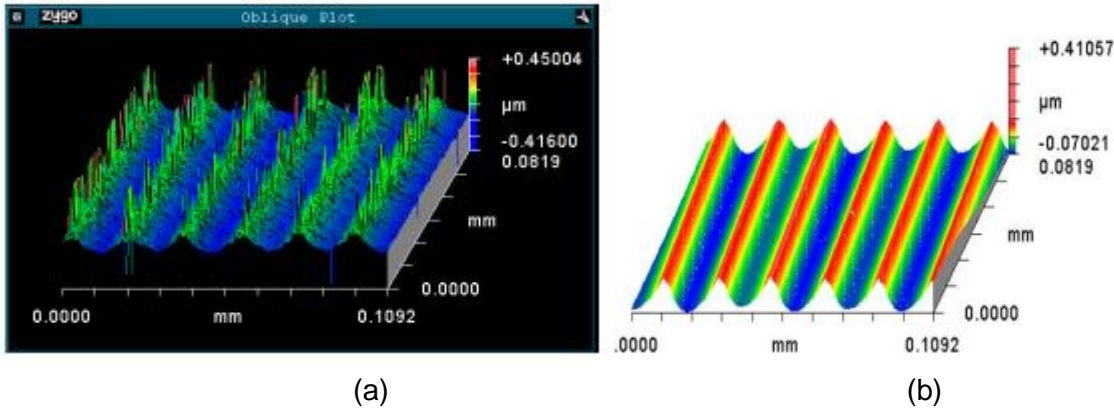 zygo
Oblique Plot
+0.45004
µm
-0.41600
0.0819
mm
0.0000
0.0000
mm
0.1092
(a)
+0.41057
µm
-0.07021
0.0819
mm
0.0000
.0000
mm
0.1092
(b)